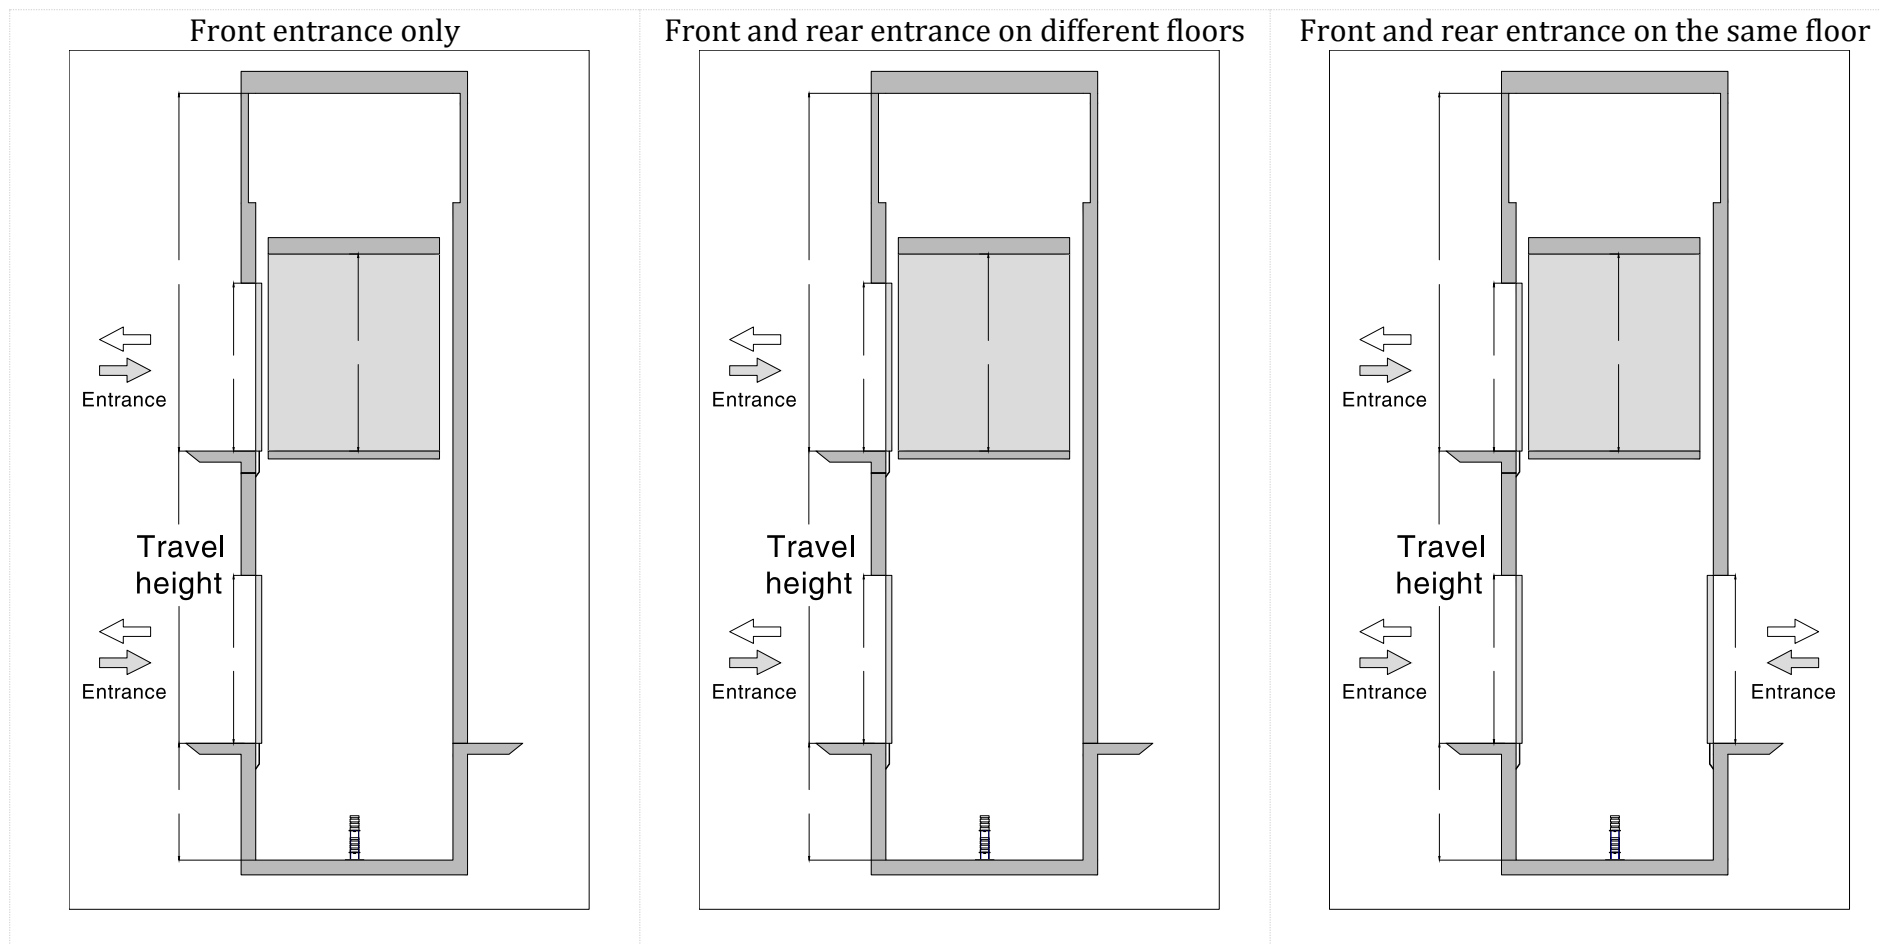 Front entrance only
Entrance
Travel
height
Entrance
Front and rear entrance on different floors
Entrance
Travel
height
Entrance
Front and rear entrance on the same floor
Entrance
Travel
height
Entrance
Entrance